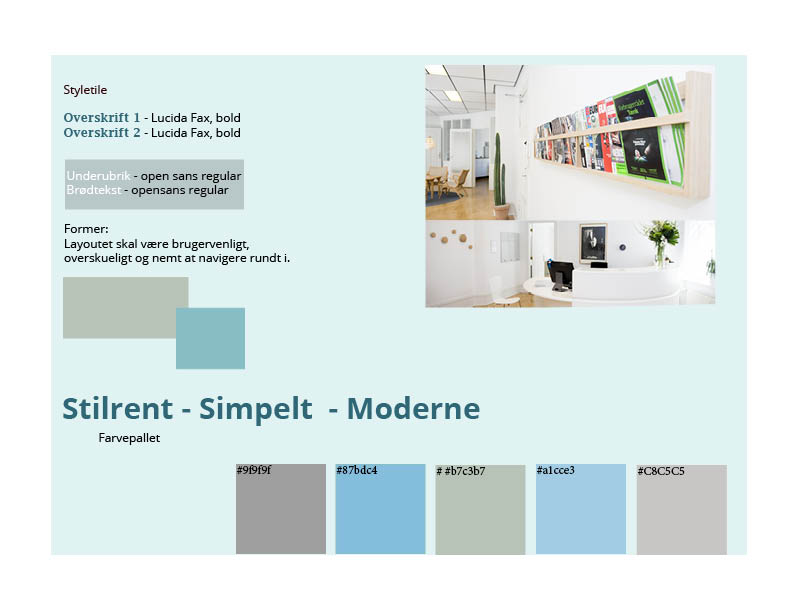 Styletile
Overskrift 1 - Lucida Fax, bold
Overskrift 2 - Lucida Fax, bold
Underubrik - open sans regular
Brødtekst - opensans regular
Former:
Layoutet skal være brugervenligt,
overskueligt og nemt at navigere rundt i.
Stilrent - Simpelt - Moderne
Farvepallet
#9f9f9f
#87bdc4
# #b7c3b7
#a1cce3
#C8C5C5